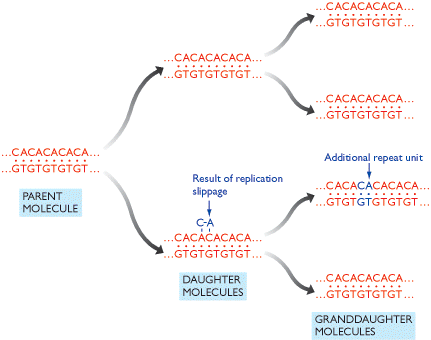 ...CACACACACA...
...GTGTGTGTGT...
...CACACACACA...
...GTGTGTGTGT...
...CACACACACA...
...GTGTGTGTGT...
...CACACACACA...
...GTGTGTGTGT...
PARENT
MOLECULE
Result of replication
slippage
C-A
...CACACACACA...
...GTGTGTGTGT...
DAUGHTER
MOLECULES
Additional repeat unit
...CACACACACACA...
...GTGTGTGTGTGT...
...CACACACACA...
...GTGTGTGTGT...
GRANDDAUGHTER
MOLECULES